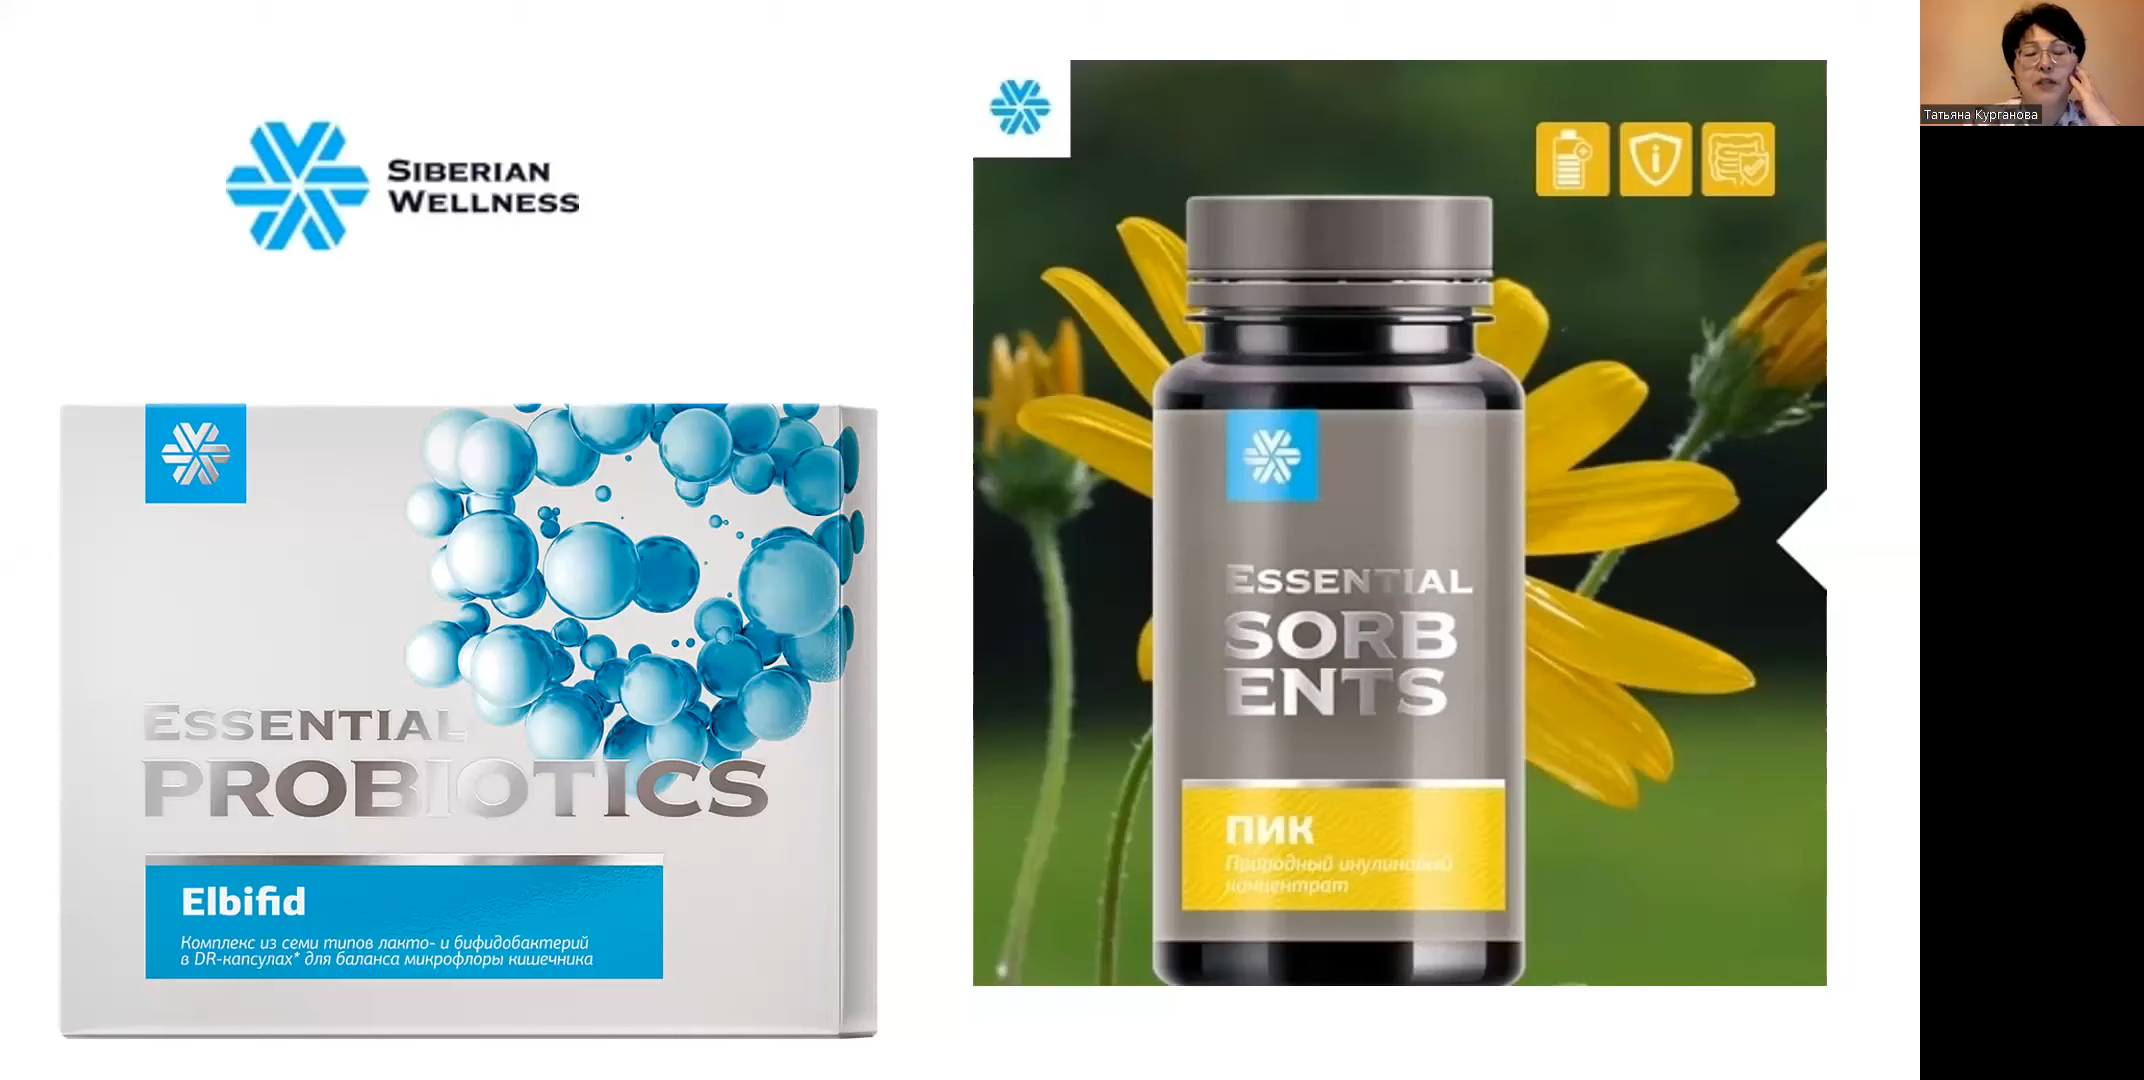 SIBERIAN
WELLNESS
ESSENTIAL
PROBIOTICS
Elbifid
Комплекс из семи типов лакто- и бифидобактерий
в DR-капсулах* для баланса микрофлоры кишечника
ESSENTIAL
SORB
ENTS
ПИК
Природный инулиновый
концентрат
Татьяна Курганова